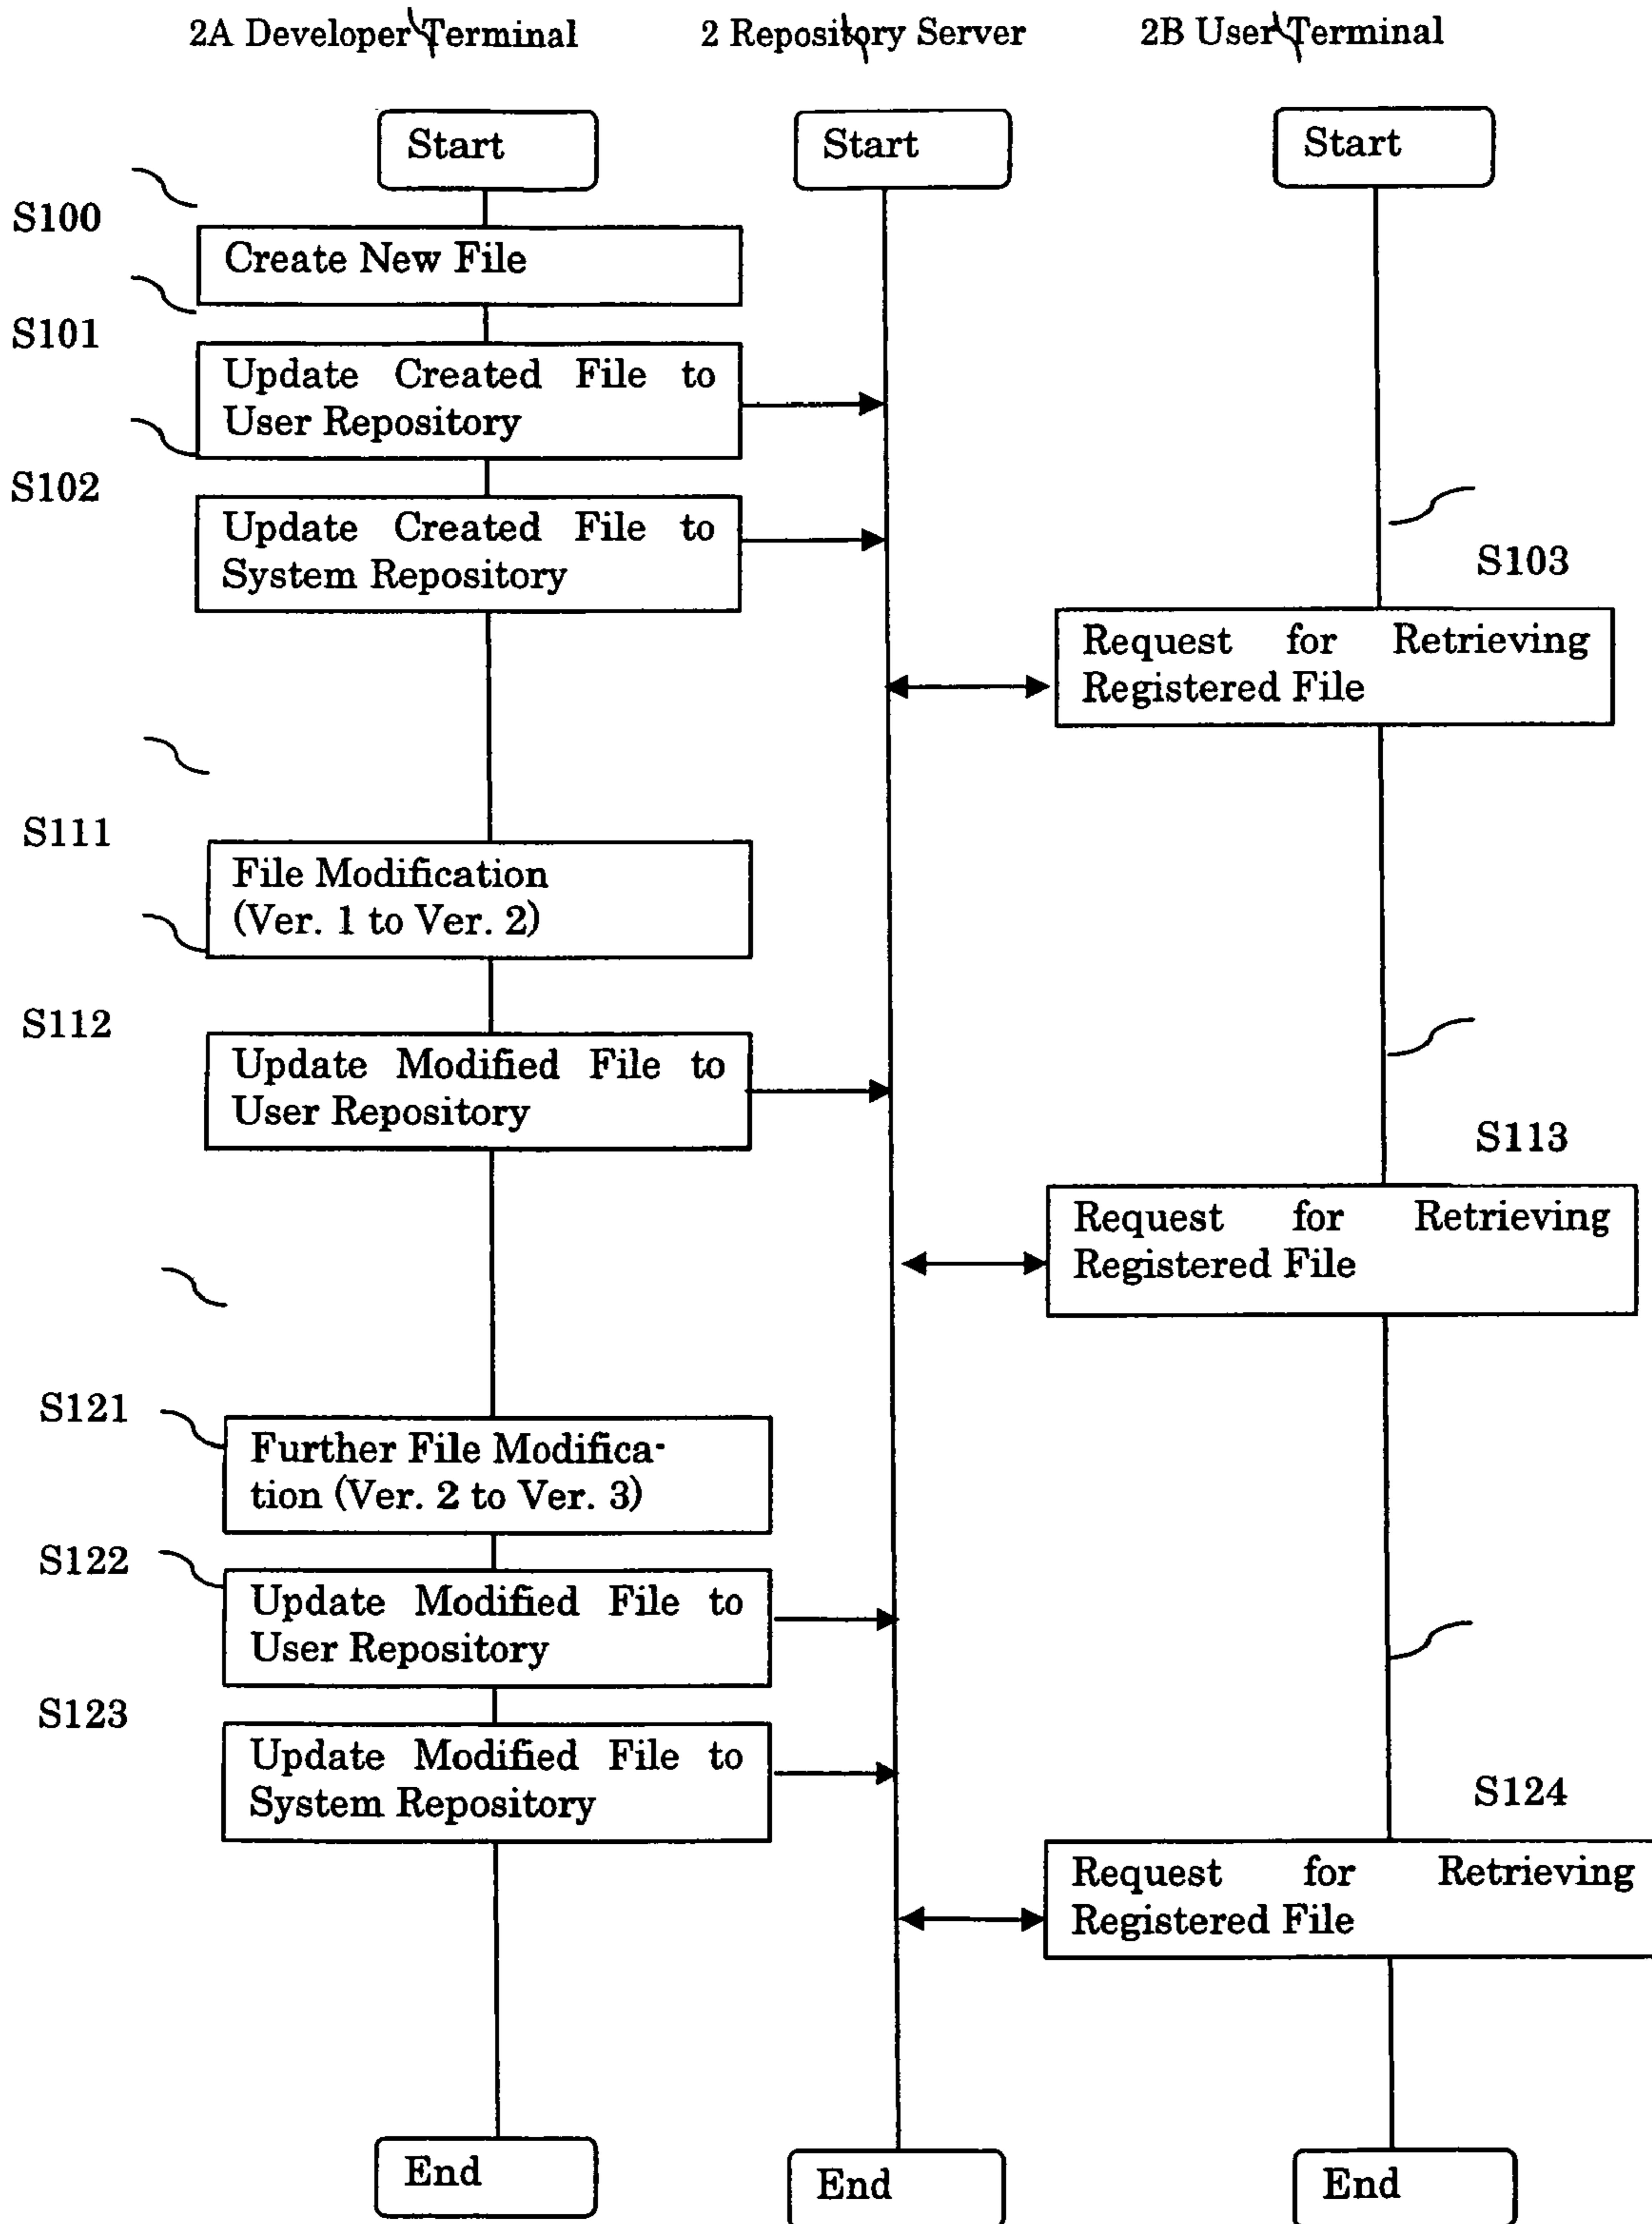 2A Developer Terminal
2 Repository Server
2B User Terminal
Start
Start
Start
S100
Create New File
S101
Update Created File to
User Repository
S102
Update Created File to
System Repository
S103
Request for Retrieving
Registered File
S111
File Modification
(Ver. 1 to Ver. 2)
S112
Update Modified File to
User Repository
S113
Request for Retrieving
Registered File
S121
Further File Modifica-
tion (Ver. 2 to Ver. 3)
S122
Update Modified File to
User Repository
S123
Update Modified File to
System Repository
S124
Request for Retrieving
Registered File
End
End
End